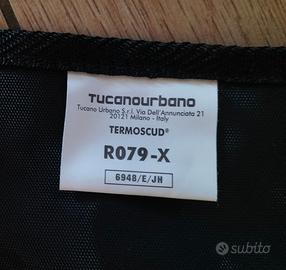 Tucanourbano
Tucano Urbano S.r.l. Via Dell'Annunciata 21
20121 Milano - Italy
TERMOSCUD®
R079-X
6948/E/JH
subito